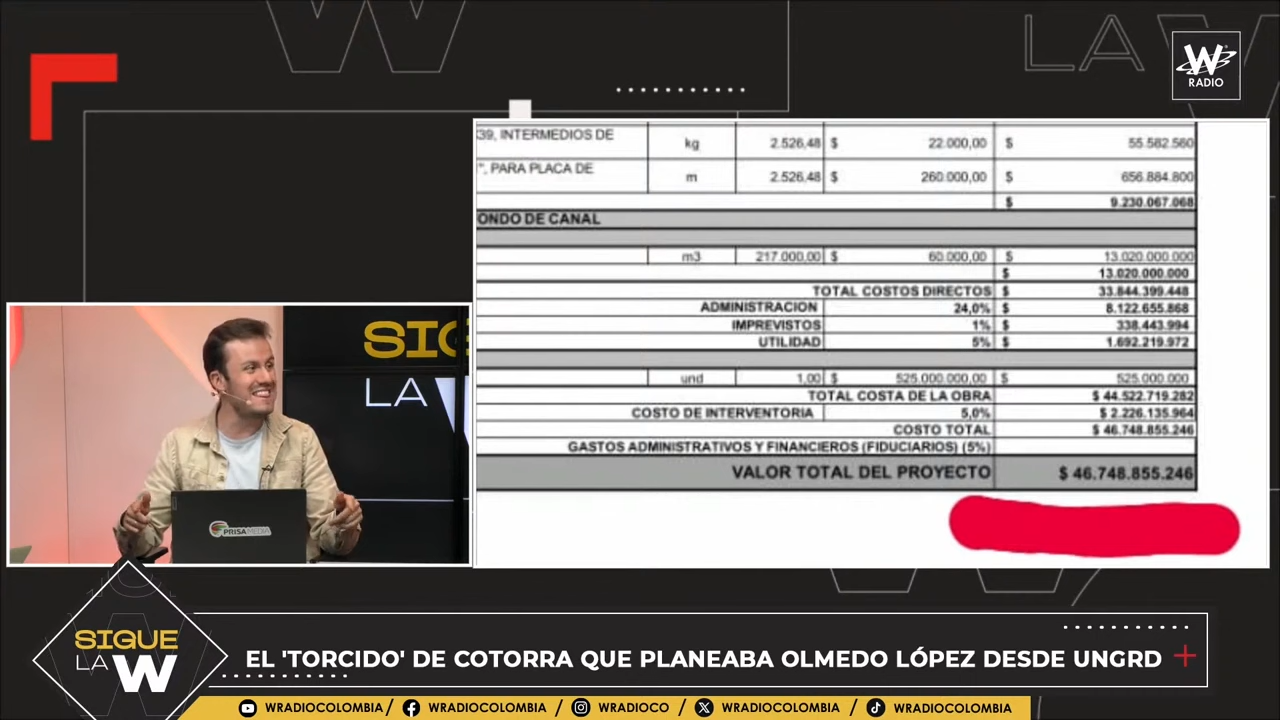 LA
W
RADIO
39, INTERMEDIOS DE kg 2.526,48 $ 22.000,00 $ 55.582.560
", PARA PLACA DE m 2.526,48 $ 260.000,00 $ 656.884.800
$ 9.230.067.068
ONDO DE CANAL
m3 217.000,00 $ 60.000,00 $ 13.020.000.000
$ 13.020.000.000
TOTAL COSTOS DIRECTOS $ 33.844.399.448
ADMINISTRACION 24,0% $ 8.122.655.868
IMPREVISTOS 1% $ 338.443.994
UTILIDAD 5% $ 1.692.219.972
und 1,00 $ 525.000.000,00 $ 525.000.000
TOTAL COSTA DE LA OBRA $ 44.522.719.282
COSTO DE INTERVENTORIA 5,0% $ 2.226.135.964
COSTO TOTAL $ 46.748.855.246
GASTOS ADMINISTRATIVOS Y FINANCIEROS (FIDUCIARIOS) (5%)
VALOR TOTAL DEL PROYECTO $ 46.748.855.246
SIG
LA
PRISA MEDIA
SIGUE
LA W
EL 'TORCIDO' DE COTORRA QUE PLANEABA OLMEDO LÓPEZ DESDE UNGRD
WRADIOCOLOMBIA / WRADIOCOLOMBIA / WRADIOCO / WRADIOCOLOMBIA / WRADIOCOLOMBIA